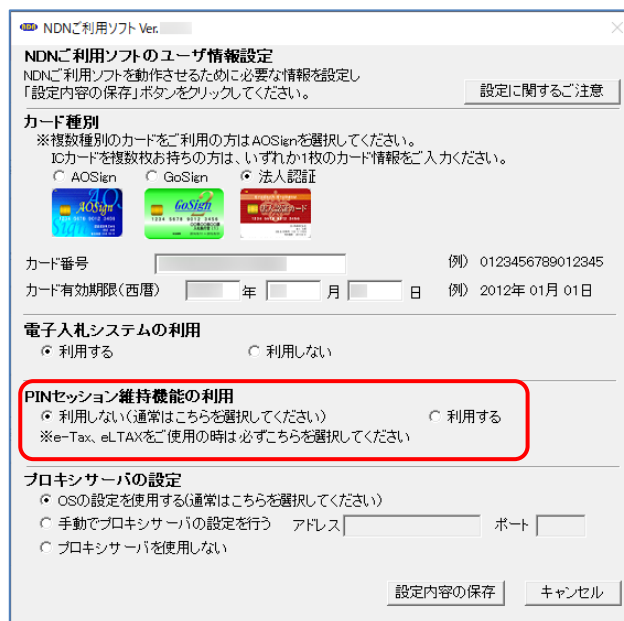 NDNご利用ソフト Ver.
NDNご利用ソフトのユーザ情報設定
NDNご利用ソフトを動作させるために必要な情報を設定し
「設定内容の保存」ボタンをクリックしてください。
設定に関するご注意
カード種別
※複数種別のカードをご利用の方はAOSignを選択してください。
ICカードを複数枚お持ちの方は、いずれか1枚のカード情報をご入力ください。
AOSign GoSign 法人認証
AOSign GoSign
カード番号 例） 0123456789012345
カード有効期限(西暦) 年 月 日 例） 2012年 01月 01日
電子入札システムの利用
利用する 利用しない
PINセッション維持機能の利用
利用しない(通常はこちらを選択してください) 利用する
※e-Tax、eLTAXをご使用の時は必ずこちらを選択してください
プロキシサーバの設定
OSの設定を使用する(通常はこちらを選択してください)
手動でプロキシサーバの設定を行う アドレス ポート
プロキシサーバを使用しない
設定内容の保存 キャンセル